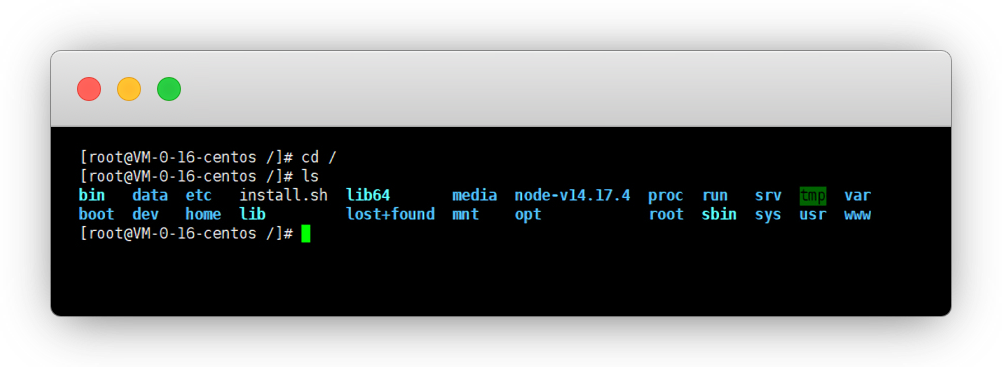 [root@VM-0-16-centos /]# cd /
[root@VM-0-16-centos /]# ls
bin data etc install.sh lib64 media node-v14.17.4 proc run srv tmp var
boot dev home lib lost+found mnt opt root sbin sys usr www
[root@VM-0-16-centos /]#